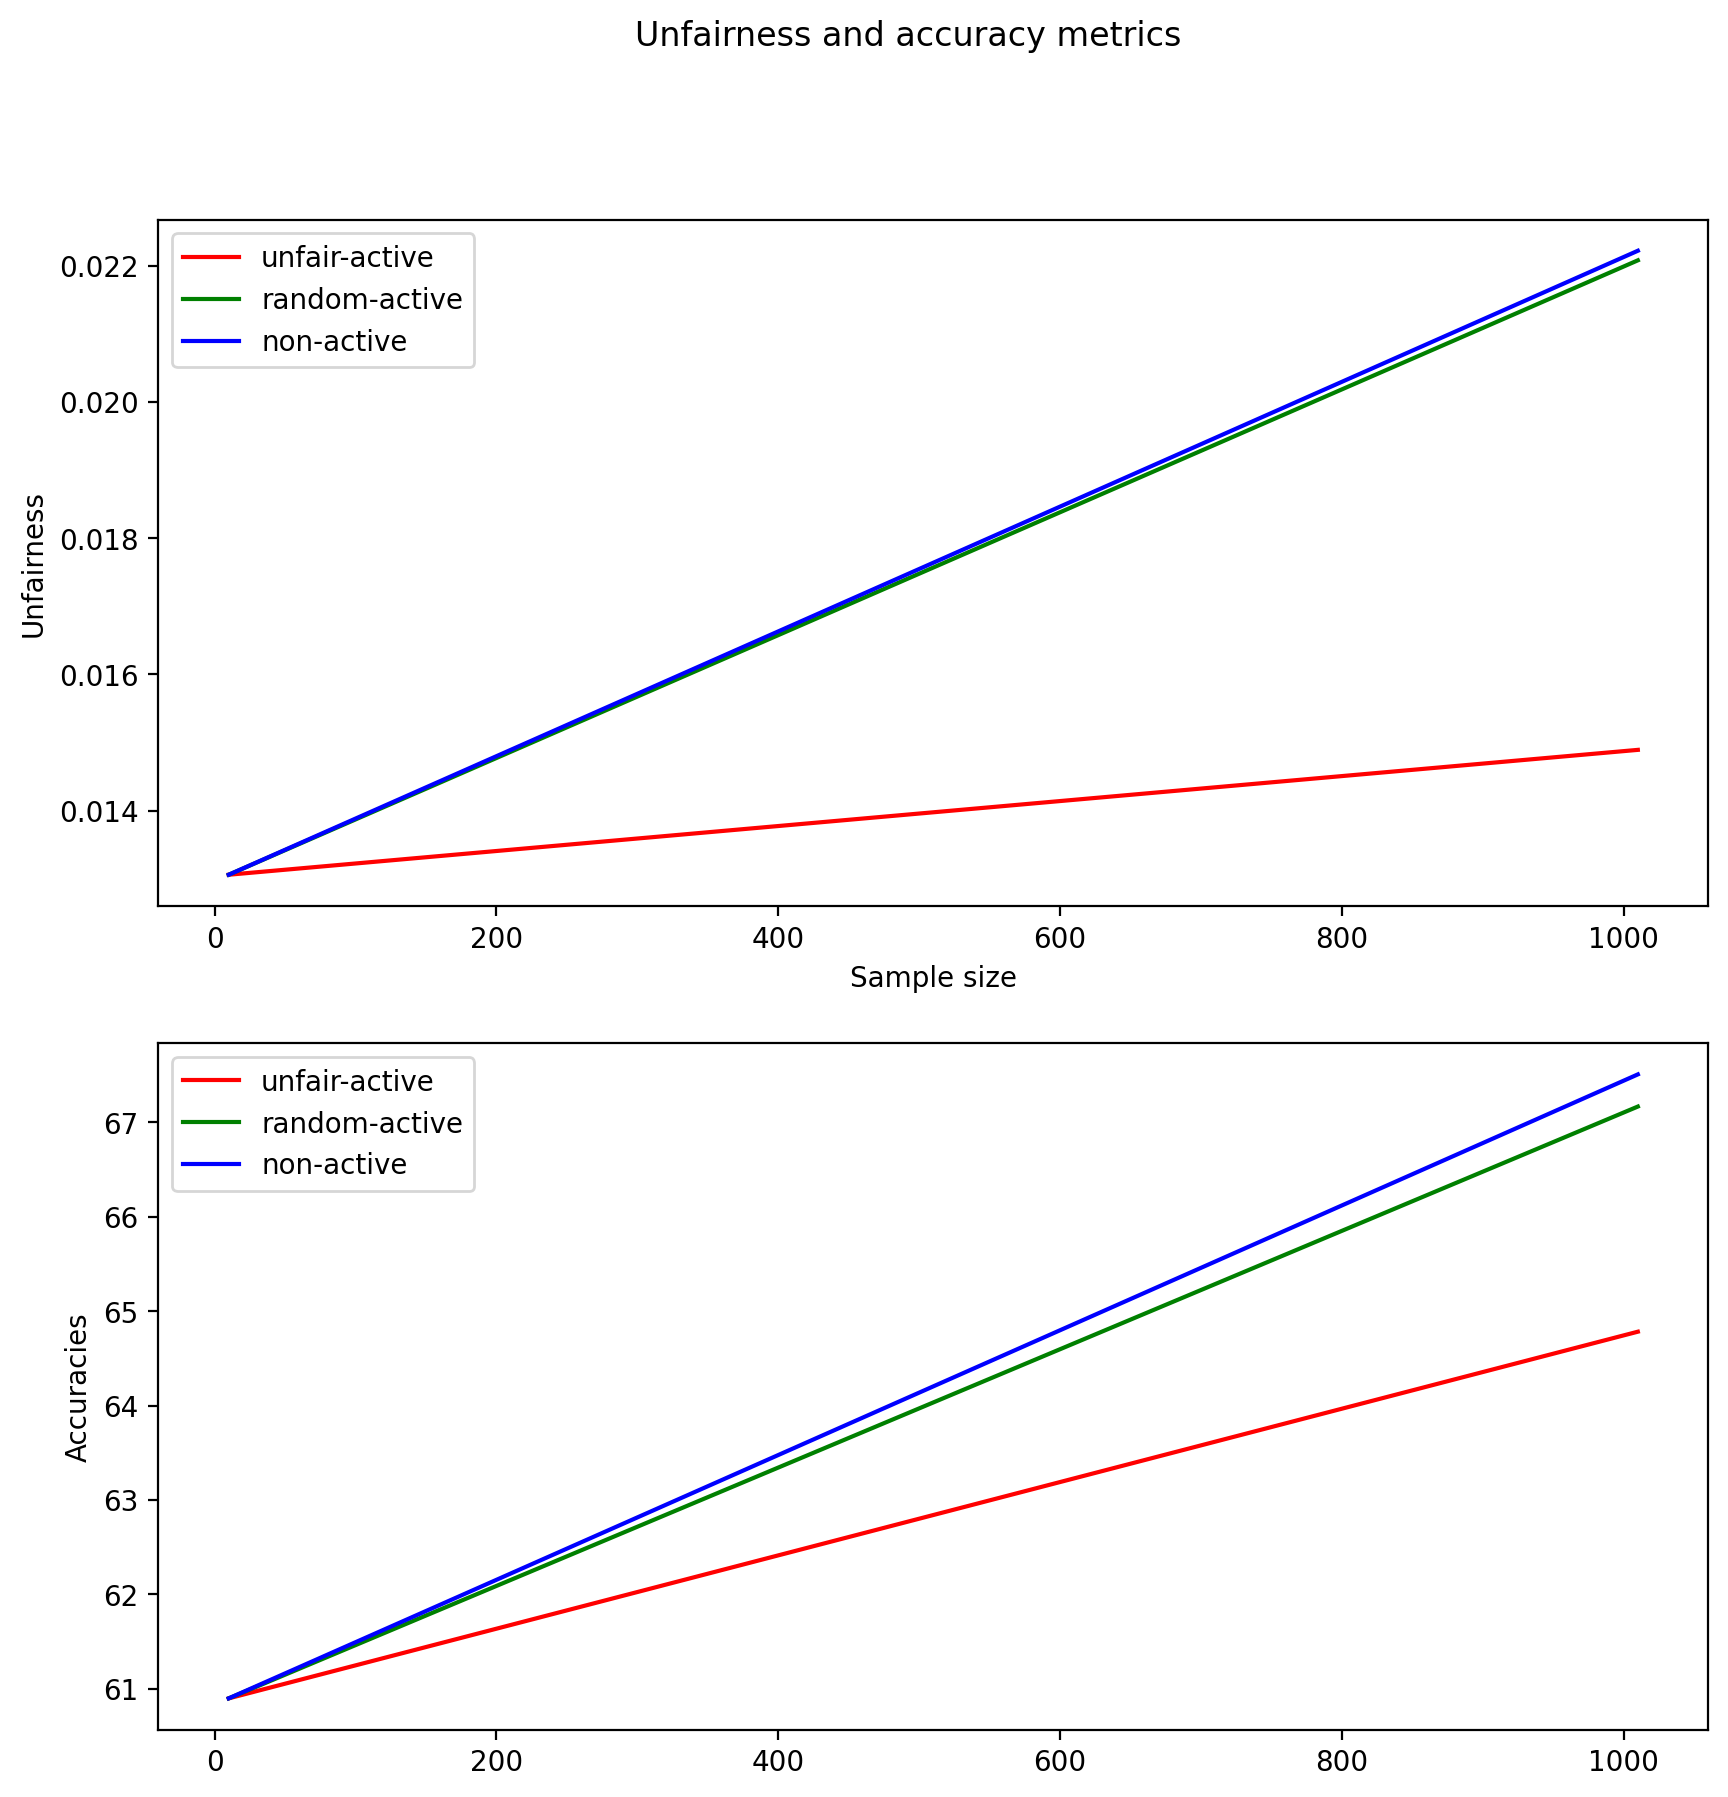 Unfairness and accuracy metrics
unfair-active
random-active
non-active
0.022
0.020
0.018
0.016
0.014
Unfairness
0 200 400 600 800 1000
Sample size
unfair-active
random-active
non-active
67
66
65
64
63
62
61
Accuracies
0 200 400 600 800 1000